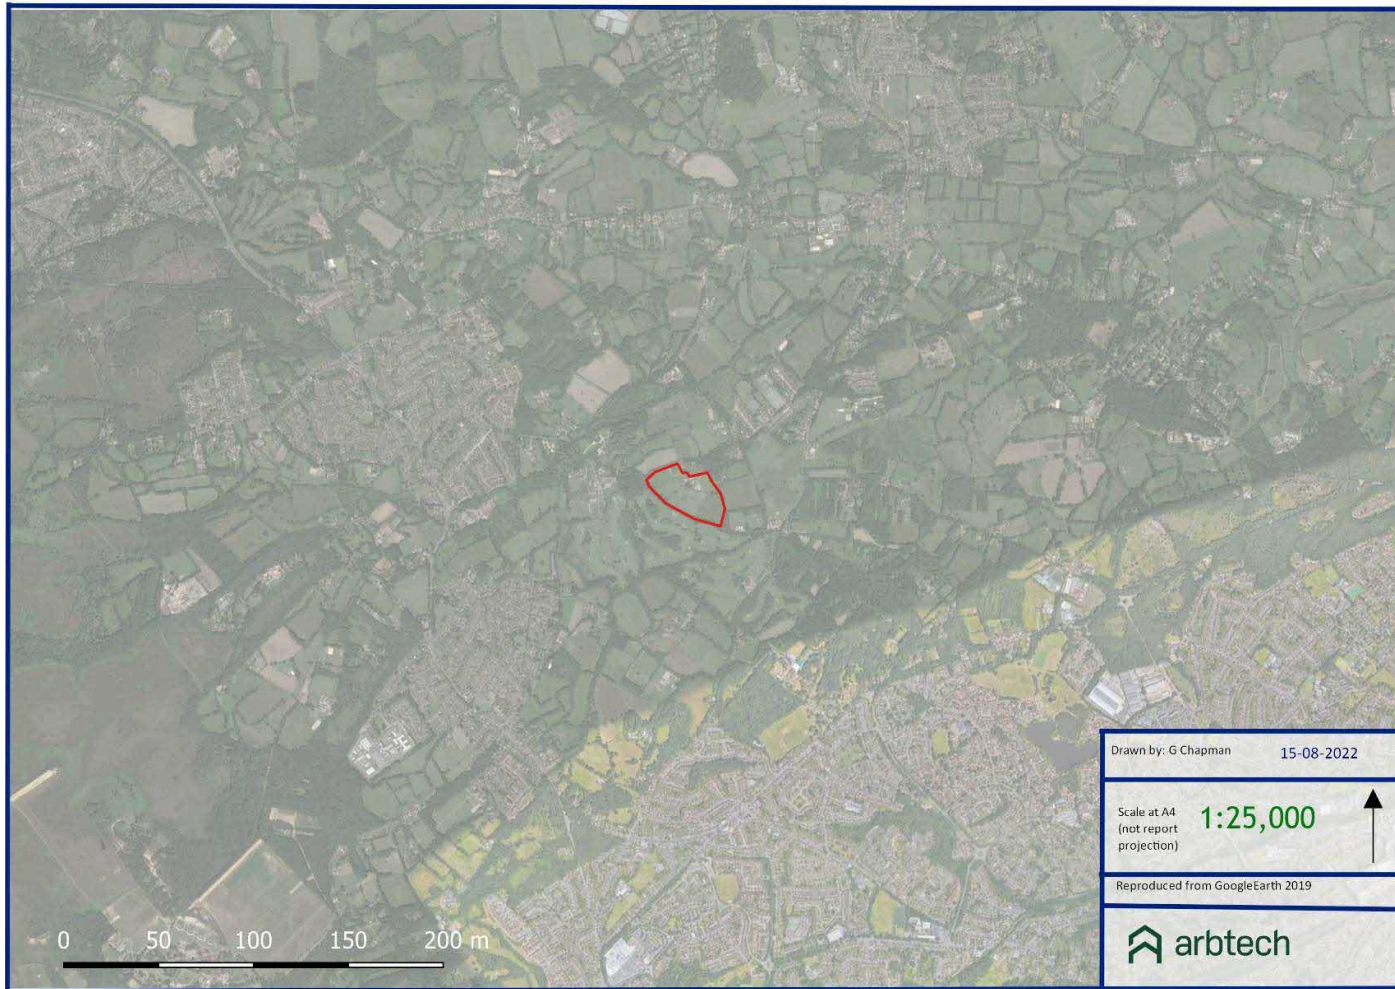 Drawn by: G Chapman 15-08-2022
Scale at A4
(not report
projection)
1:25,000
Reproduced from GoogleEarth 2019
arbtech
0 50 100 150 200 m